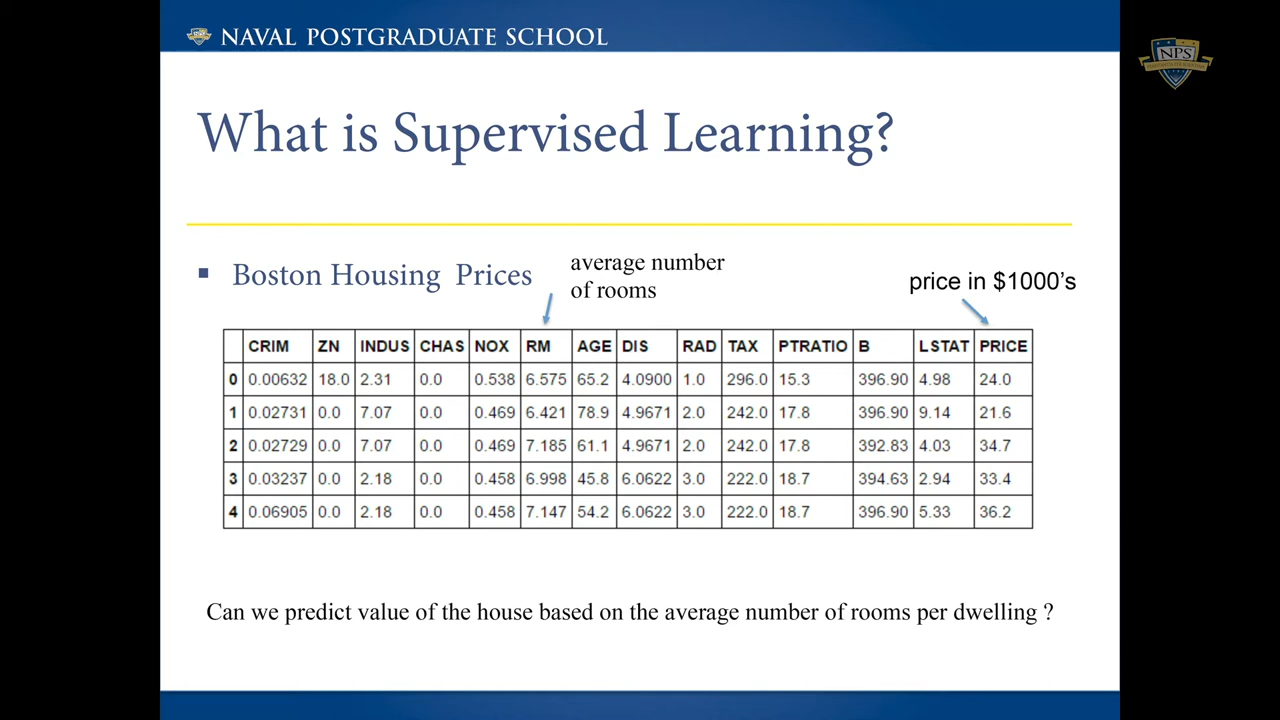 NAVAL POSTGRADUATE SCHOOL
NPS
What is Supervised Learning?
▪ Boston Housing Prices
average number
of rooms
price in $1000's
CRIM ZN INDUS CHAS NOX RM AGE DIS RAD TAX PTRATIO B LSTAT PRICE
0 0.00632 18.0 2.31 0.0 0.538 6.575 65.2 4.0900 1.0 296.0 15.3 396.90 4.98 24.0
1 0.02731 0.0 7.07 0.0 0.469 6.421 78.9 4.9671 2.0 242.0 17.8 396.90 9.14 21.6
2 0.02729 0.0 7.07 0.0 0.469 7.185 61.1 4.9671 2.0 242.0 17.8 392.83 4.03 34.7
3 0.03237 0.0 2.18 0.0 0.458 6.998 45.8 6.0622 3.0 222.0 18.7 394.63 2.94 33.4
4 0.06905 0.0 2.18 0.0 0.458 7.147 54.2 6.0622 3.0 222.0 18.7 396.90 5.33 36.2
Can we predict value of the house based on the average number of rooms per dwelling ?